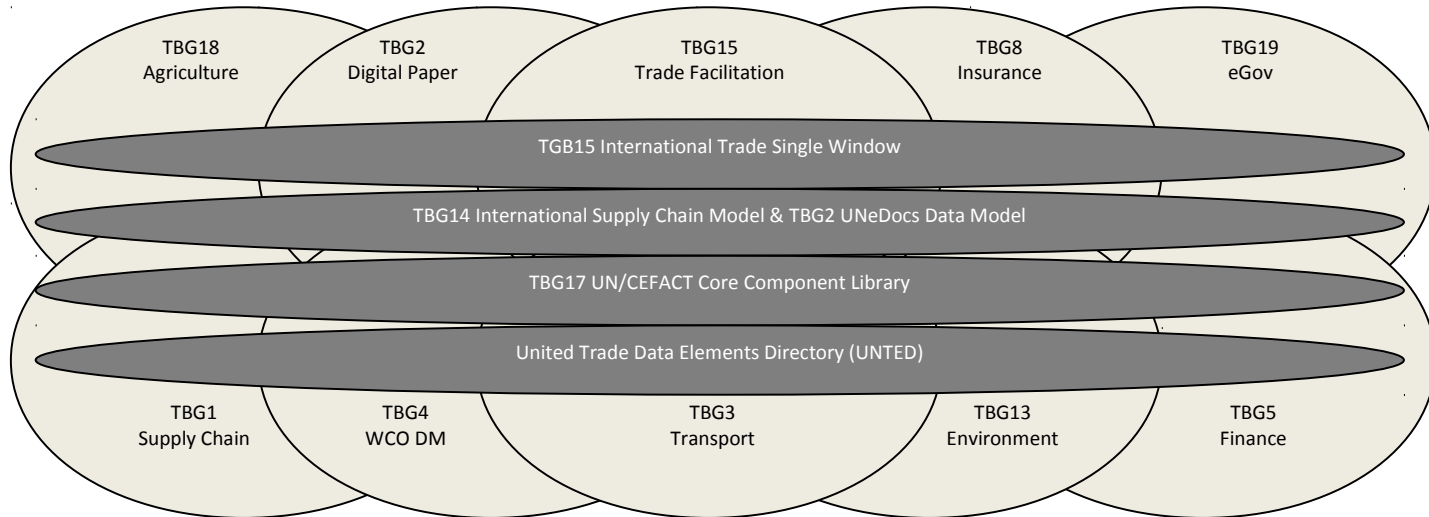 TBG18
Agriculture
TBG2
Digital Paper
TBG15
Trade Facilitation
TBG8
Insurance
TBG19
eGov
TGB15 International Trade Single Window
TBG14 International Supply Chain Model & TBG2 UNeDocs Data Model
TBG17 UN/CEFACT Core Component Library
United Trade Data Elements Directory (UNTED)
TBG1
Supply Chain
TBG4
WCO DM
TBG3
Transport
TBG13
Environment
TBG5
Finance